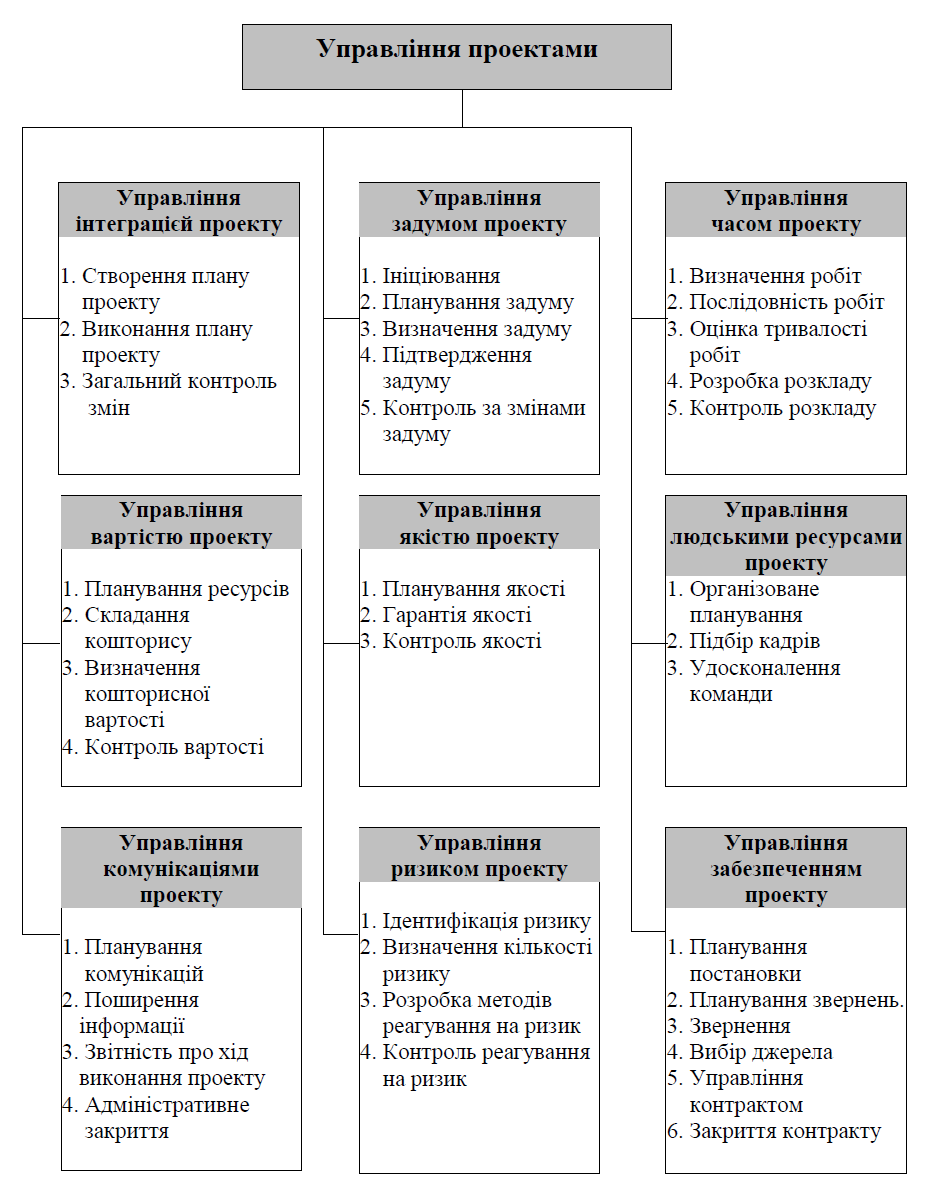 Управління проектами
Управління
інтеграцієй проекту
1. Створення плану
проекту
2. Виконання плану
проекту
3. Загальний контроль
змін
Управління
задумом проекту
1. Ініціювання
2. Планування задуму
3. Визначення задуму
4. Підтвердження
задуму
5. Контроль за змінами
задуму
Управління
часом проекту
1. Визначення робіт
2. Послідовність робіт
3. Оцінка тривалості
робіт
4. Розробка розкладу
5. Контроль розкладу
Управління
вартістю проекту
1. Планування ресурсів
2. Складання
кошторису
3. Визначення
кошторисної
вартості
4. Контроль вартості
Управління
якістю проекту
1. Планування якості
2. Гарантія якості
3. Контроль якості
Управління
людськими ресурсами
проекту
1. Організоване
планування
2. Підбір кадрів
3. Удосконалення
команди
Управління
комунікаціями
проекту
1. Планування
комунікацій
2. Поширення
інформації
3. Звітність про хід
виконання проекту
4. Адміністративне
закриття
Управління
ризиком проекту
1. Ідентифікація ризику
2. Визначення кількості
ризику
3. Розробка методів
реагування на ризик
4. Контроль реагування
на ризик
Управління
забезпеченням
проекту
1. Планування
постановки
2. Планування звернень.
3. Звернення
4. Вибір джерела
5. Управління
контрактом
6. Закриття контракту